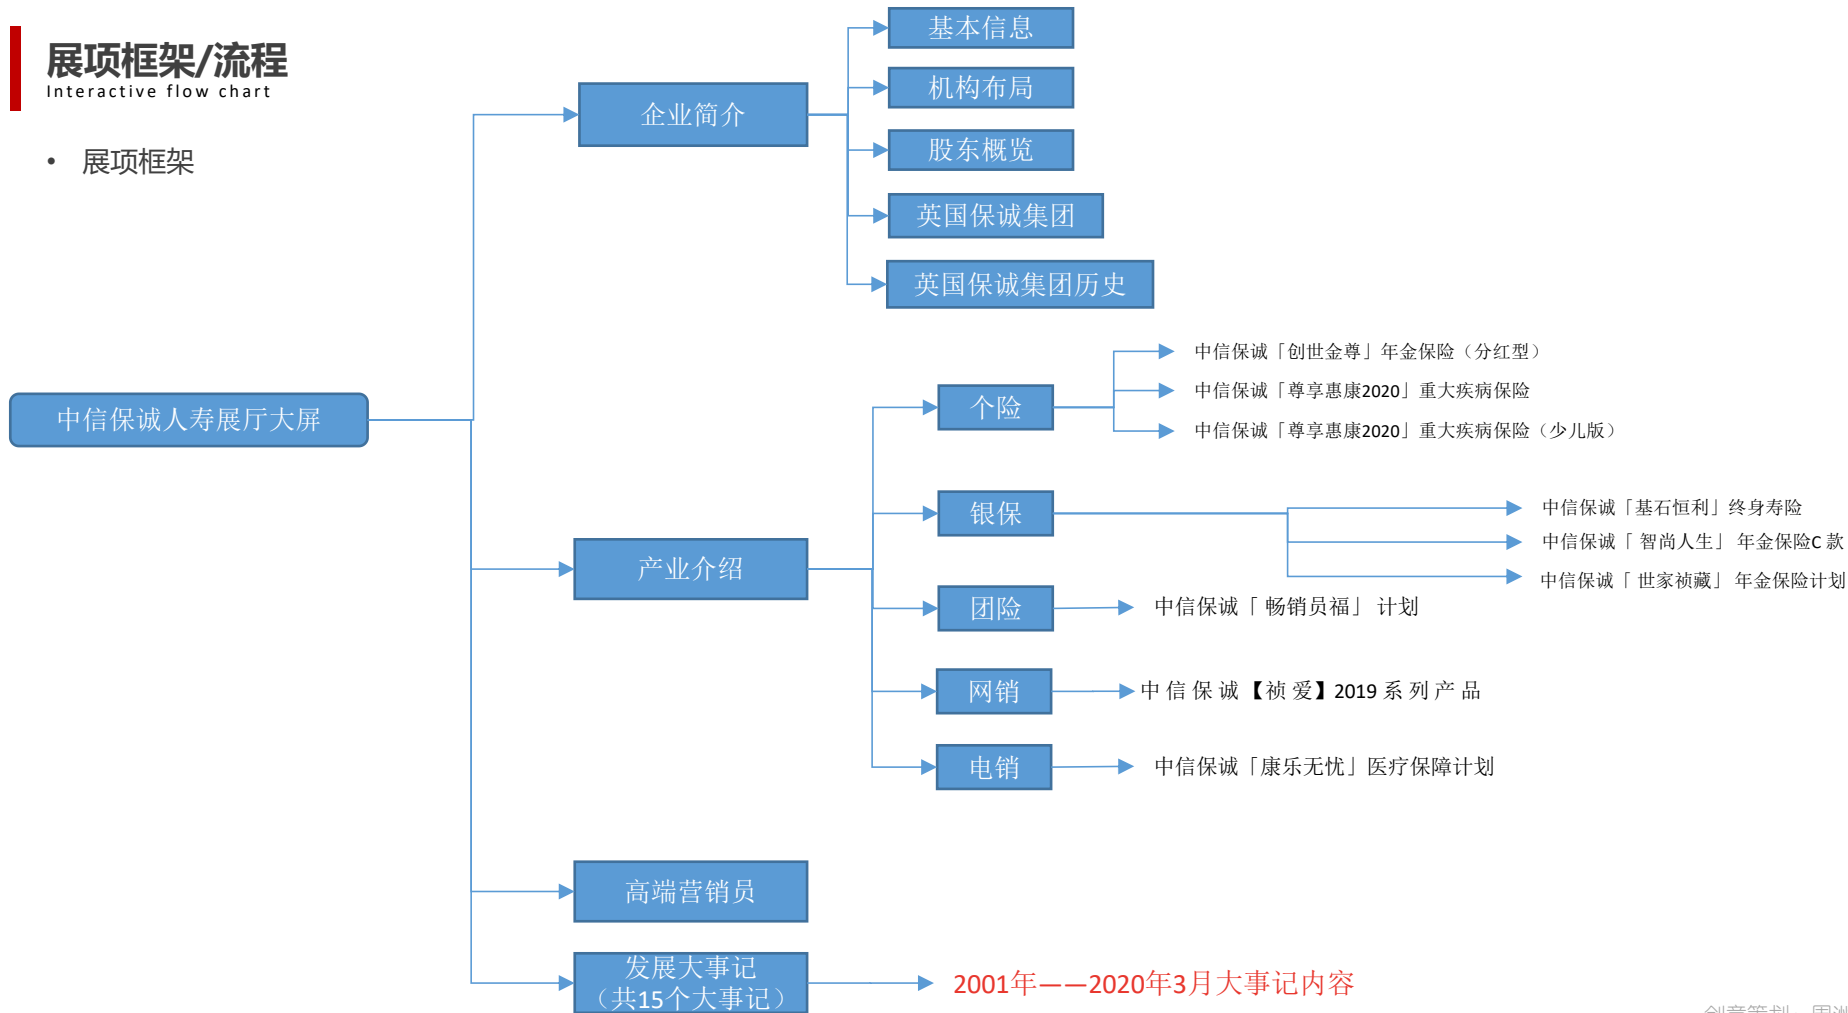 展项框架/流程
Interactive flow chart
• 展项框架
中信保诚人寿展厅大屏
企业简介
基本信息
机构布局
股东概览
英国保诚集团
英国保诚集团历史
产业介绍
个险
中信保诚「创世金尊」年金保险（分红型）
中信保诚「尊享惠康2020」重大疾病保险
中信保诚「尊享惠康2020」重大疾病保险（少儿版）
银保
中信保诚「基石恒利」终身寿险
中信保诚「 智尚人生」 年金保险C 款
中信保诚「 世家祯藏」 年金保险计划
团险
中信保诚「 畅销员福」 计划
网销
中 信 保 诚 【祯 爱】2019 系 列 产 品
电销
中信保诚「康乐无忧」医疗保障计划
高端营销员
发展大事记
（共15个大事记）
2001年——2020年3月大事记内容